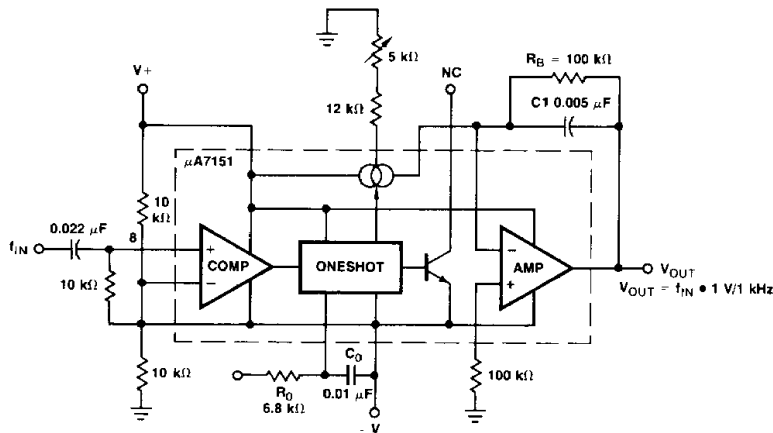 5 kΩ
RB = 100 kΩ
V+
NC
C1 0.005 µF
12 kΩ
µA7151
10
kΩ
0.022 µF
8
fIN
+
−
COMP
ONESHOT
−
+
AMP
VOUT
VOUT = fIN • 1 V/1 kHz
10 kΩ
10 kΩ
C0
0.01 µF
R0
6.8 kΩ
100 kΩ
- V